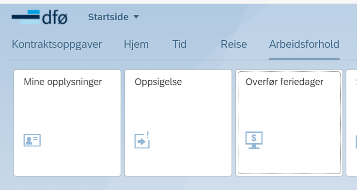 dfø Startside
Kontraktsoppgaver Hjem Tid Reise Arbeidsforhold
Mine opplysninger Oppsigelse Overfør feriedager